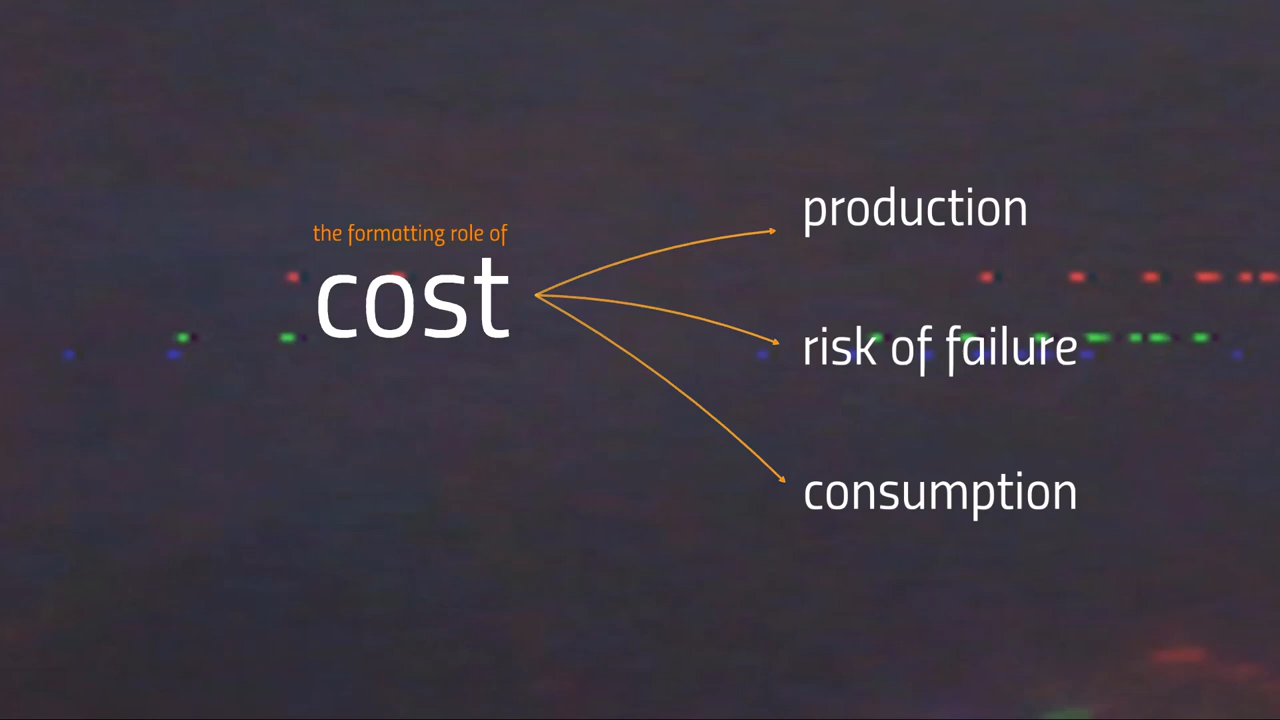 the formatting role of
cost
production
risk of failure
consumption